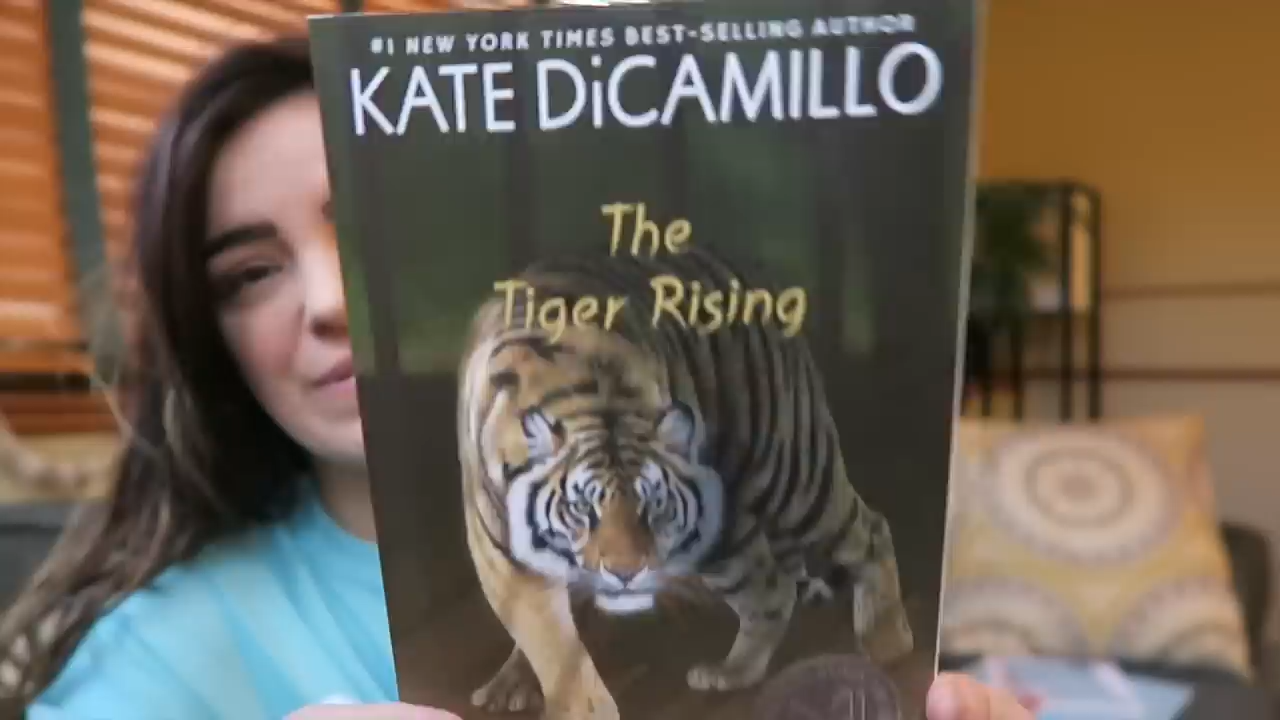 #1 NEW YORK TIMES BEST-SELLING AUTHOR
KATE DiCAMILLO
The
Tiger Rising